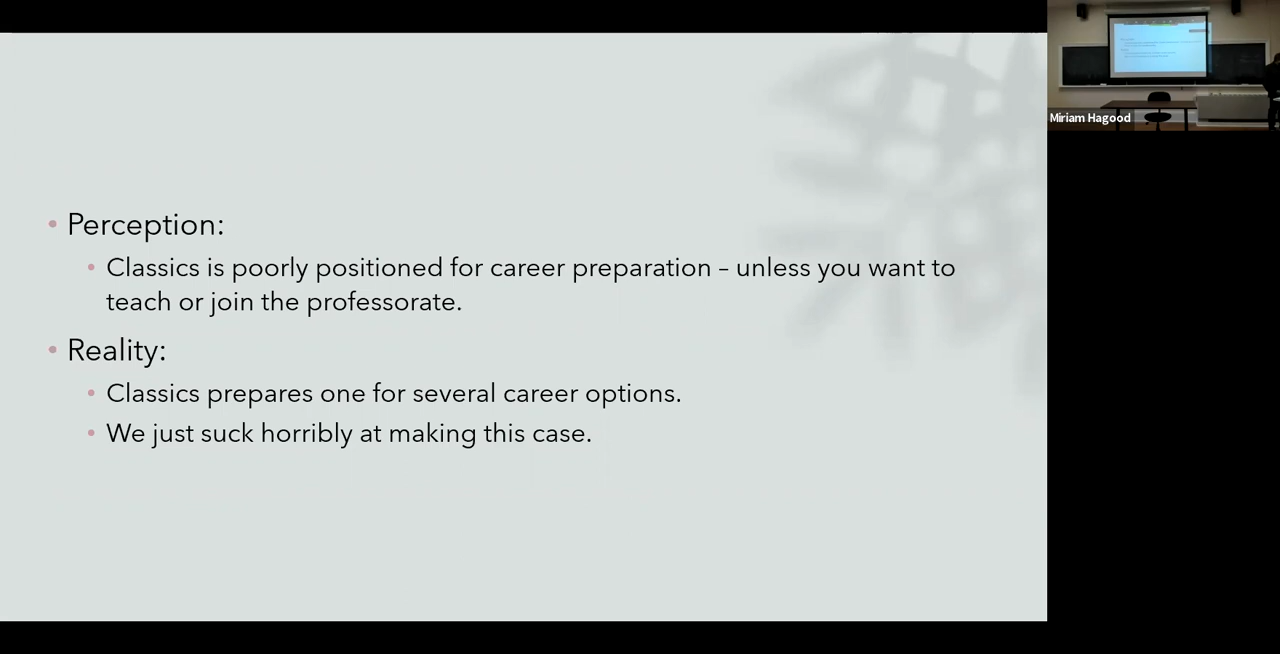 • Perception:
• Classics is poorly positioned for career preparation – unless you want to
teach or join the professorate.
• Reality:
• Classics prepares one for several career options.
• We just suck horribly at making this case.
Miriam Hagood